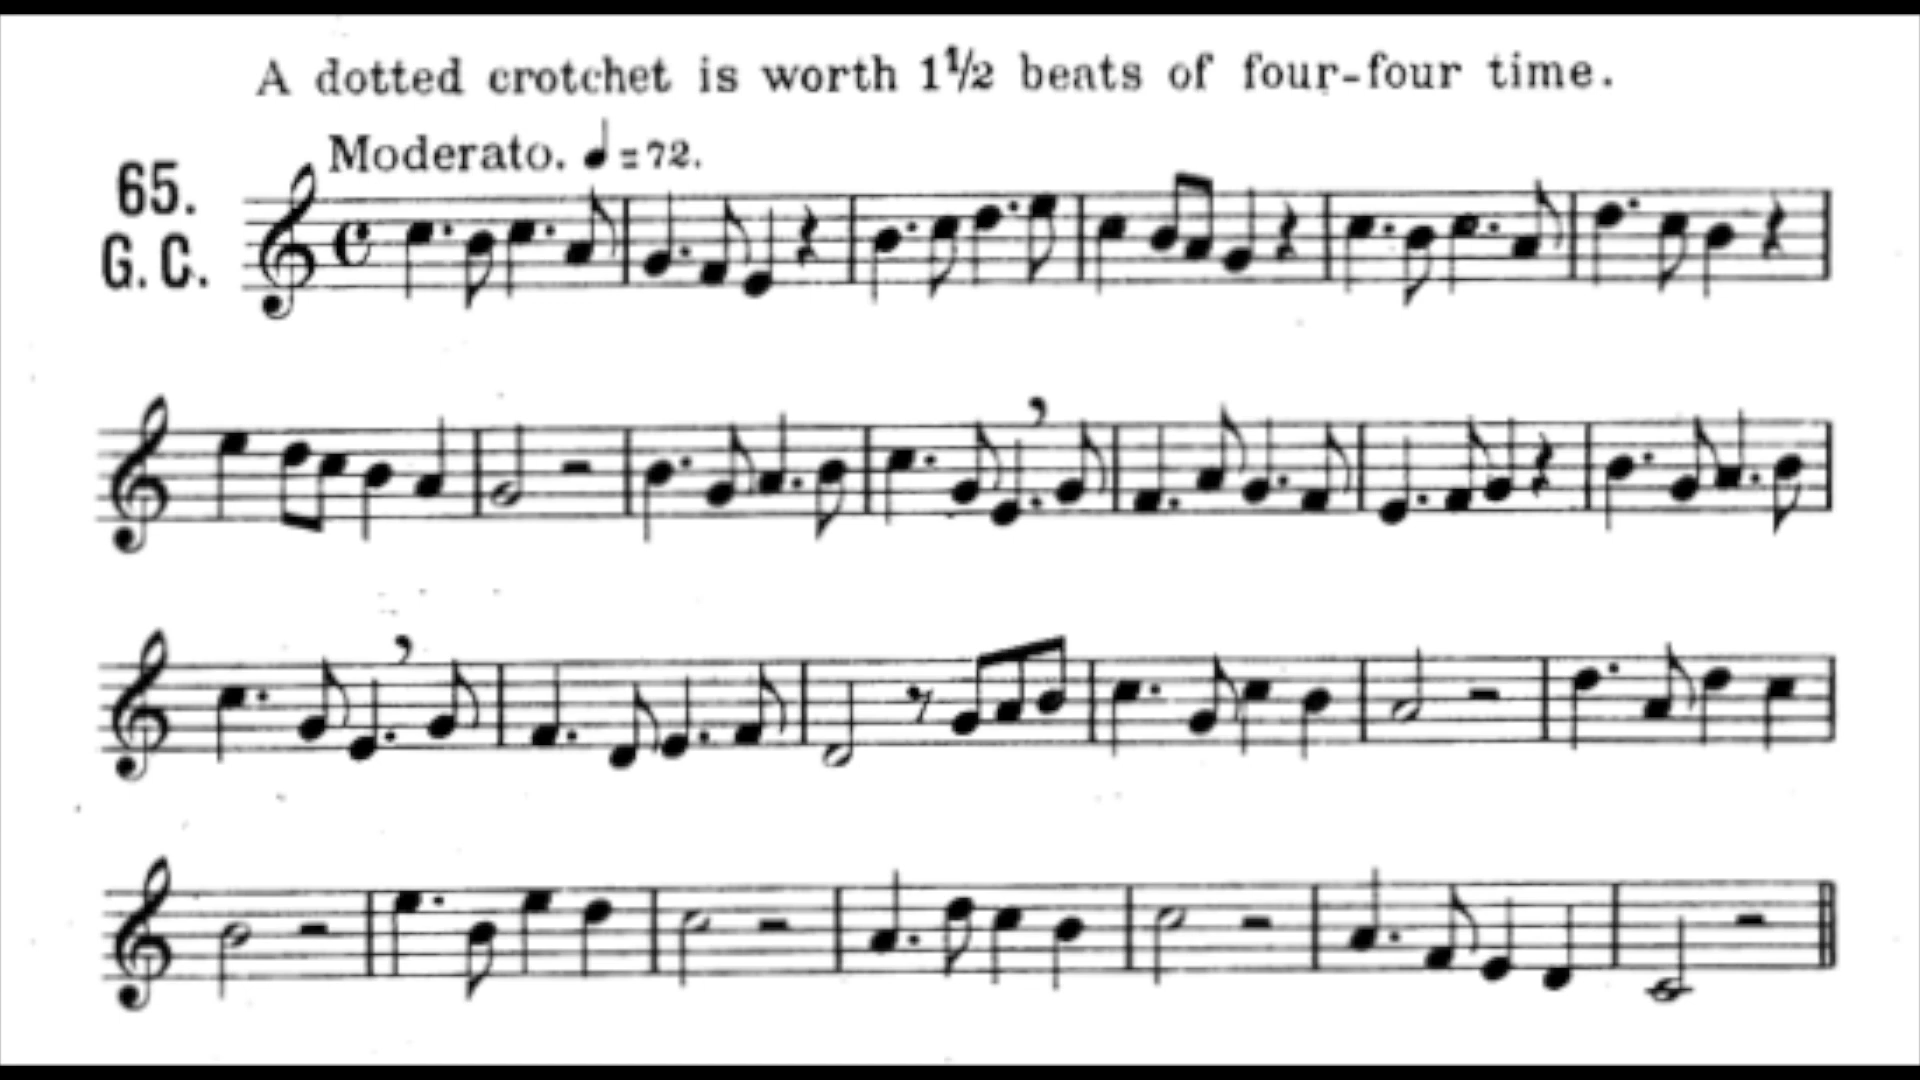 A dotted crotchet is worth 1½ beats of four-four time.
Moderato. ♩ = 72.
65.
G. C.